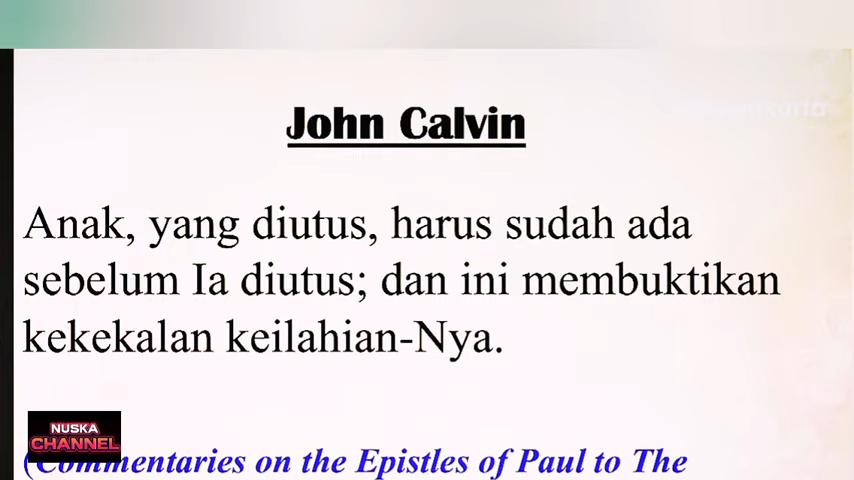 John Calvin
Anak, yang diutus, harus sudah ada
sebelum Ia diutus; dan ini membuktikan
kekekalan keilahian-Nya.
NUSKA
CHANNEL
(Commentaries on the Epistles of Paul to The